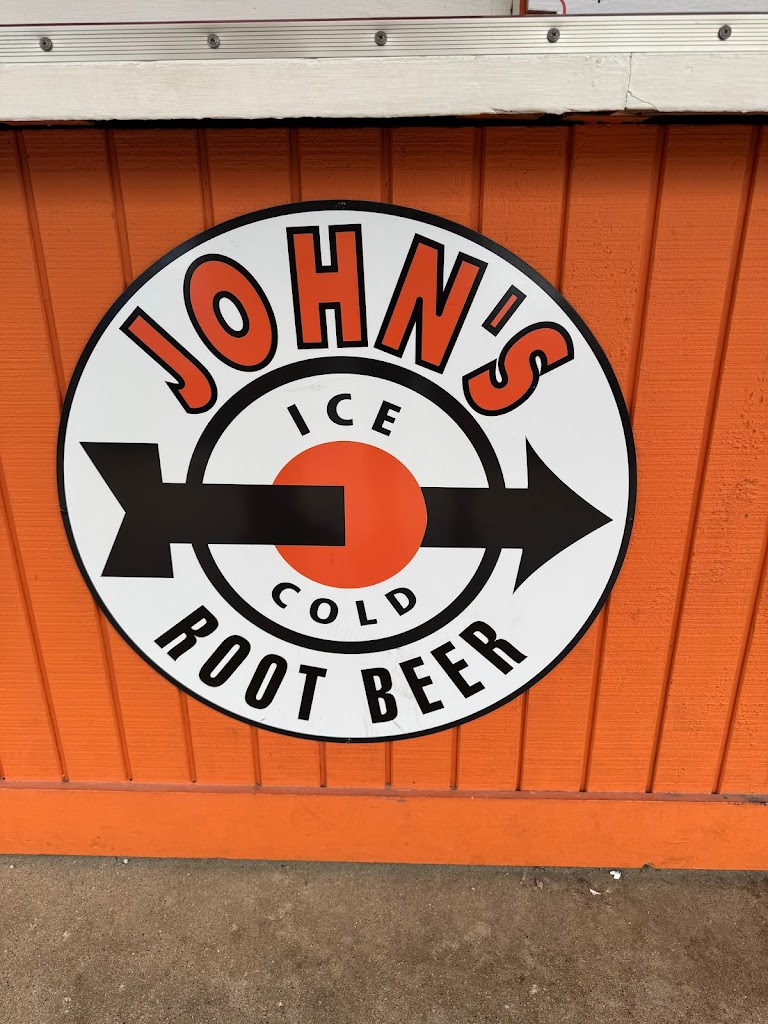 JOHN'S
ICE
COLD
ROOT BEER